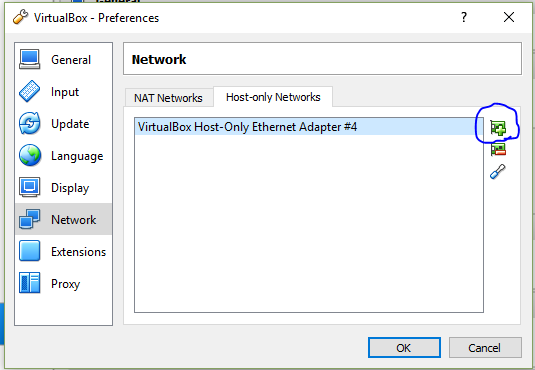 General
VirtualBox - Preferences
?
General
Input
Update
Language
Display
Network
Extensions
Proxy
Network
NAT Networks
Host-only Networks
VirtualBox Host-Only Ethernet Adapter #4
OK
Cancel